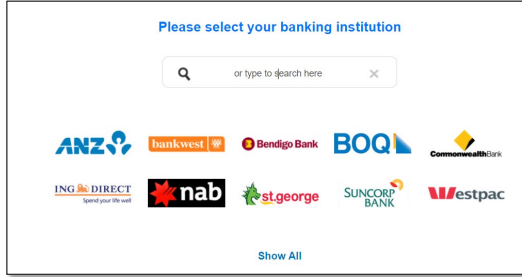 Please select your banking institution
or type to search here
ANZ
bankwest
Bendigo Bank
BOQ
CommonwealthBank
ING DIRECT
Spend your life well
nab
st.george
SUNCORP
BANK
Westpac
Show All